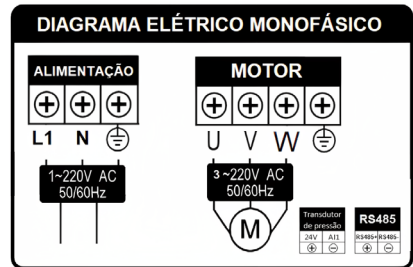 DIAGRAMA ELÉTRICO MONOFÁSICO
ALIMENTAÇÃO
L1 N
1~220V AC
50/60Hz
MOTOR
U V W
3~220V AC
50/60Hz
M
Transdutor
de pressão
24V AI1
RS485
RS485+ RS485-